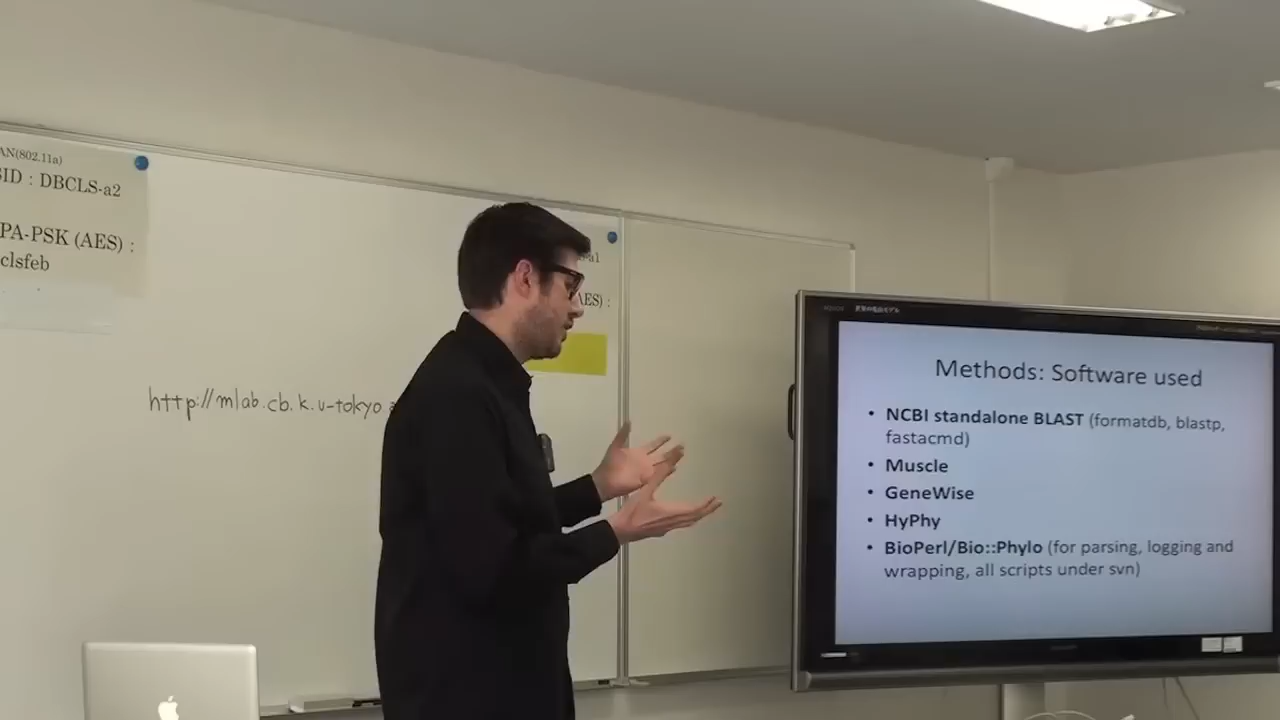 AN(802.11a)
SID : DBCLS-a2
PA-PSK (AES) :
clsfeb
a1
AES) :
http://mlab.cb.k.u-tokyo
Methods: Software used
• NCBI standalone BLAST (formatdb, blastp,
fastacmd)
• Muscle
• GeneWise
• HyPhy
• BioPerl/Bio::Phylo (for parsing, logging and
wrapping, all scripts under svn)